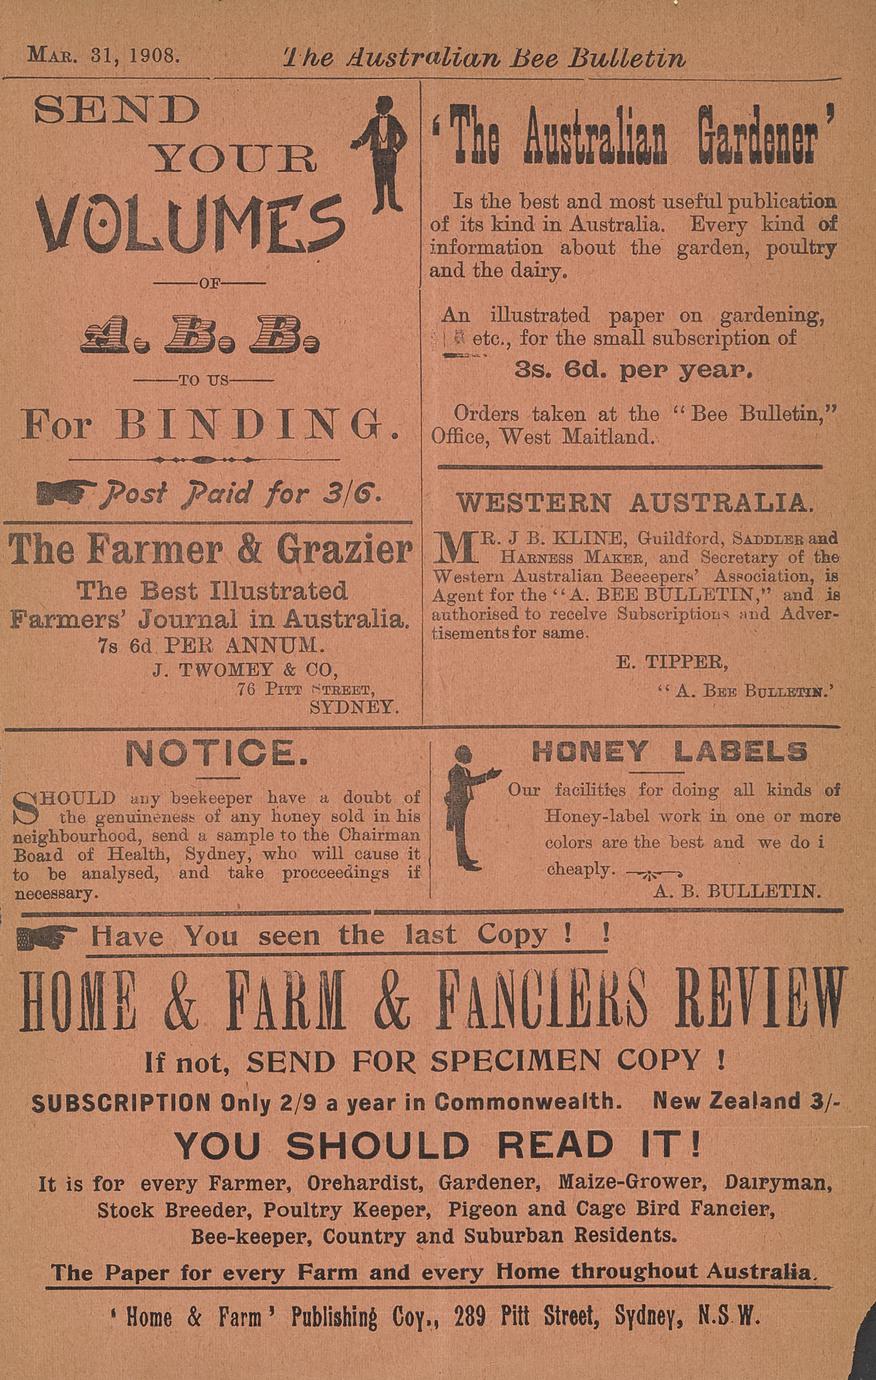 MAR. 31, 1908. The Australian Bee Bulletin
SEND
YOUR
VOLUMES
OF
A. B. B.
TO US
For BINDING.
Post Paid for 3/6.
The Farmer & Grazier
The Best Illustrated
Farmers' Journal in Australia.
7s 6d PER ANNUM.
J. TWOMEY & CO,
76 PITT STREET,
SYDNEY.
'The Australian Gardener'
Is the best and most useful publication
of its kind in Australia. Every kind of
information about the garden, poultry
and the dairy.
An illustrated paper on gardening,
etc., for the small subscription of
3s. 6d. per year.
Orders taken at the "Bee Bulletin,"
Office, West Maitland.
WESTERN AUSTRALIA.
MR. J B. KLINE, Guildford, SADDLER and
HARNESS MAKER, and Secretary of the
Western Australian Beeeepers' Association, is
Agent for the "A. BEE BULLETIN," and is
authorised to receive Subscriptions and Adver-
tisements for same.
E. TIPPER,
"A. BEE BULLETIN.'
NOTICE.
SHOULD any beekeeper have a doubt of
the genuineness of any honey sold in his
neighbourhood, send a sample to the Chairman
Board of Health, Sydney, who will cause it
to be analysed, and take procceedings if
necessary.
HONEY LABELS
Our facilities for doing all kinds of
Honey-label work in one or more
colors are the best and we do i
cheaply.
A. B. BULLETIN.
Have You seen the last Copy ! !
HOME & FARM & FANCIERS REVIEW
If not, SEND FOR SPECIMEN COPY !
SUBSCRIPTION Only 2/9 a year in Commonwealth. New Zealand 3/-
YOU SHOULD READ IT!
It is for every Farmer, Orchardist, Gardener, Maize-Grower, Dairyman,
Stock Breeder, Poultry Keeper, Pigeon and Cage Bird Fancier,
Bee-keeper, Country and Suburban Residents.
The Paper for every Farm and every Home throughout Australia.
'Home & Farm' Publishing Coy., 289 Pitt Street, Sydney, N.S.W.